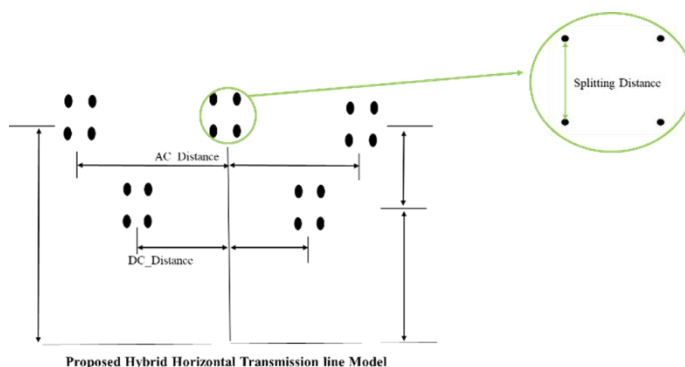 Splitting Distance
AC_Distance
DC_Distance
Proposed Hybrid Horizontal Transmission line Model